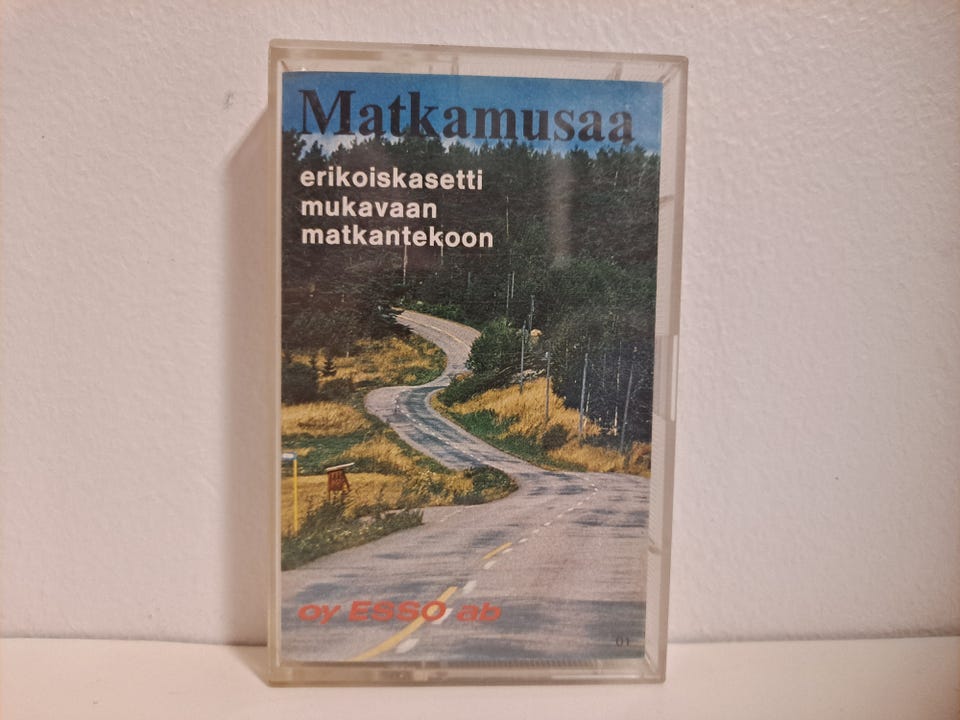 Matkamusaa
erikoiskasetti
mukavaan
matkantekoon
oy ESSO ab
01